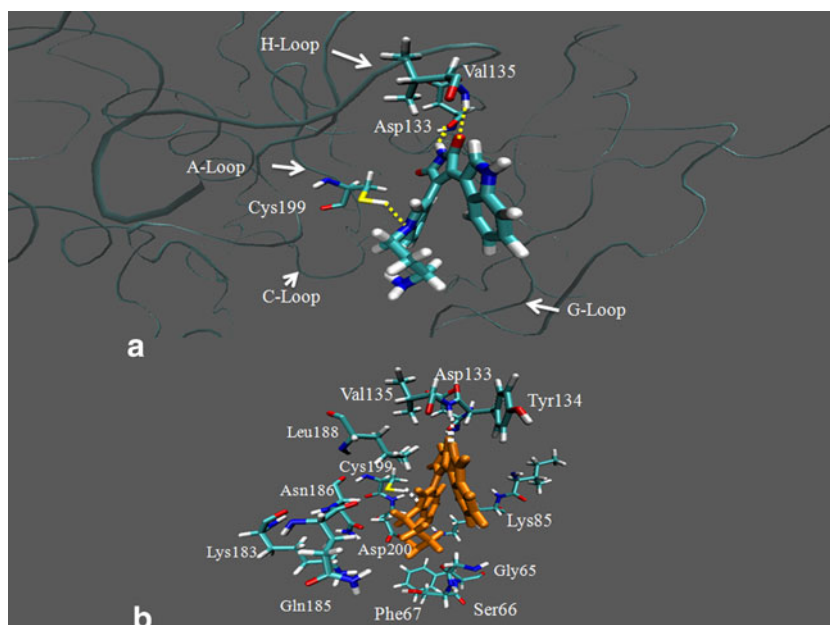 H-Loop
Val135
Asp133
A-Loop
Cys199
C-Loop
G-Loop
a
Asp133
Val135
Tyr134
Leu188
Cys199
Asn186
Lys85
Lys183
Asp200
Gly65
Gln185
Ser66
Phe67
b